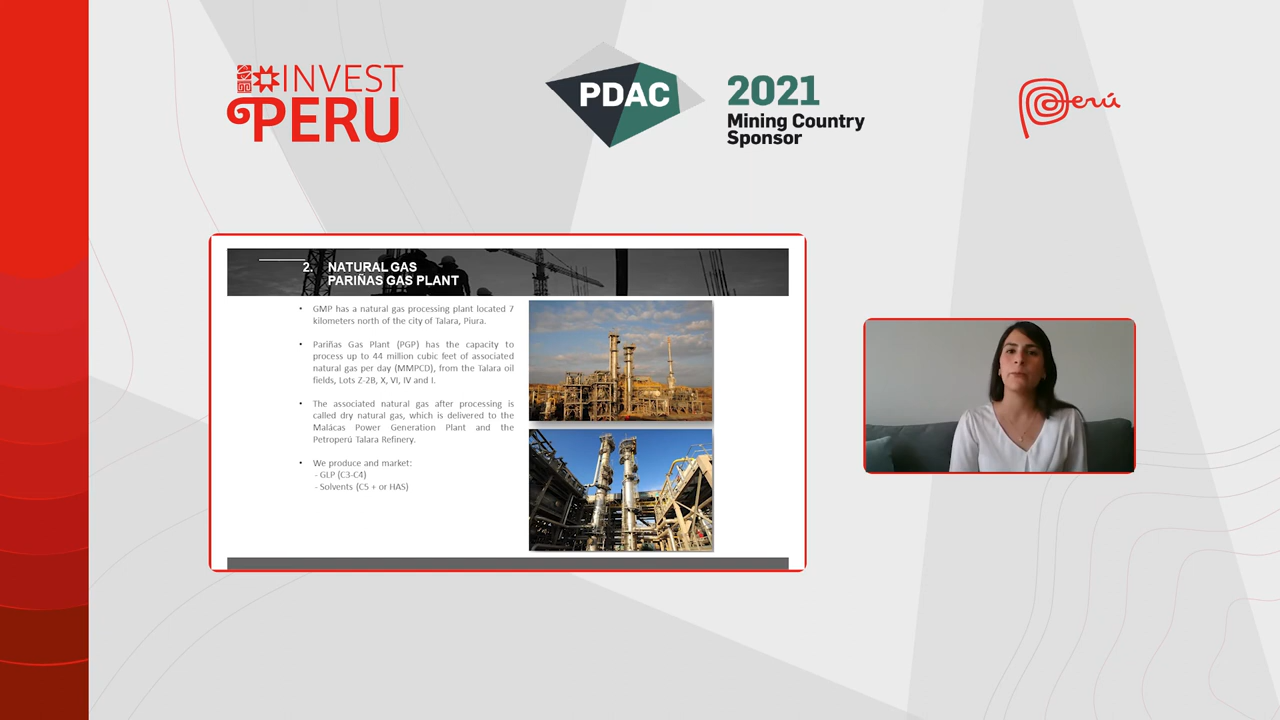 INVEST
PERU
PDAC
2021
Mining Country
Sponsor
Perú
2. NATURAL GAS
PARIÑAS GAS PLANT
• GMP has a natural gas processing plant located 7
kilometers north of the city of Talara, Piura.
• Pariñas Gas Plant (PGP) has the capacity to
process up to 44 million cubic feet of associated
natural gas per day (MMPCD), from the Talara oil
fields, Lots Z-2B, X, VI, IV and I.
• The associated natural gas after processing is
called dry natural gas, which is delivered to the
Malácas Power Generation Plant and the
Petroperú Talara Refinery.
• We produce and market:
- GLP (C3-C4)
- Solvents (C5 + or HAS)